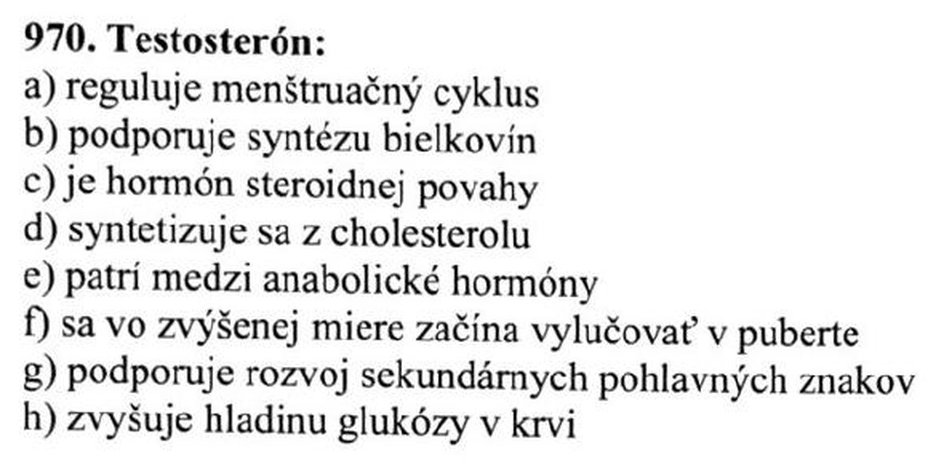 970. Testosterón:
a) reguluje menštruačný cyklus
b) podporuje syntézu bielkovín
c) je hormón steroidnej povahy
d) syntetizuje sa z cholesterolu
e) patrí medzi anabolické hormóny
f) sa vo zvýšenej miere začína vylučovať v puberte
g) podporuje rozvoj sekundárnych pohlavných znakov
h) zvyšuje hladinu glukózy v krvi